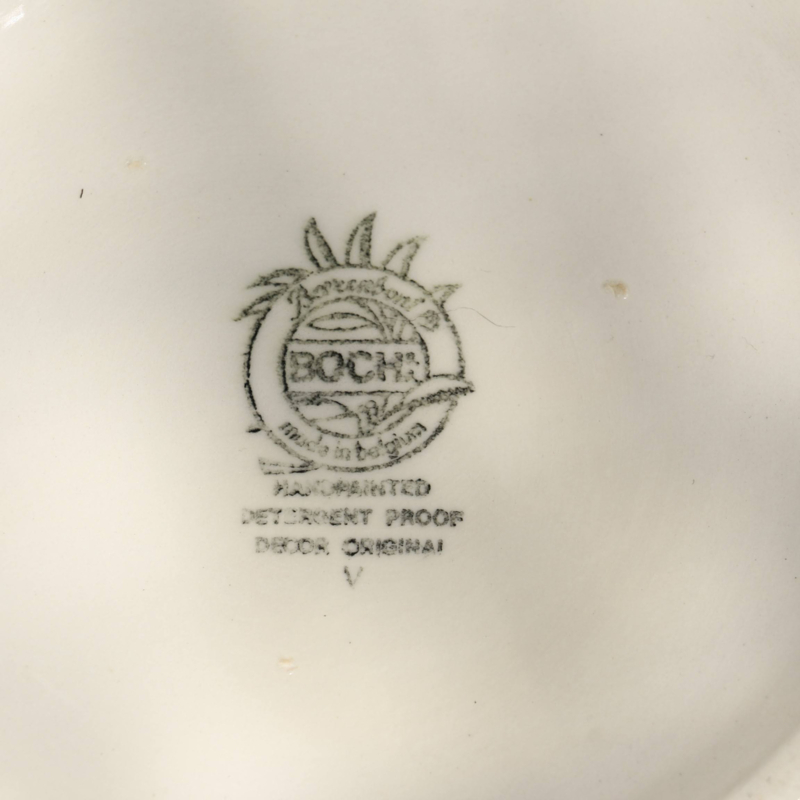 BOCH
made in belgium
HANDPAINTED
DETERGENT PROOF
DECOR ORIGINAL
V